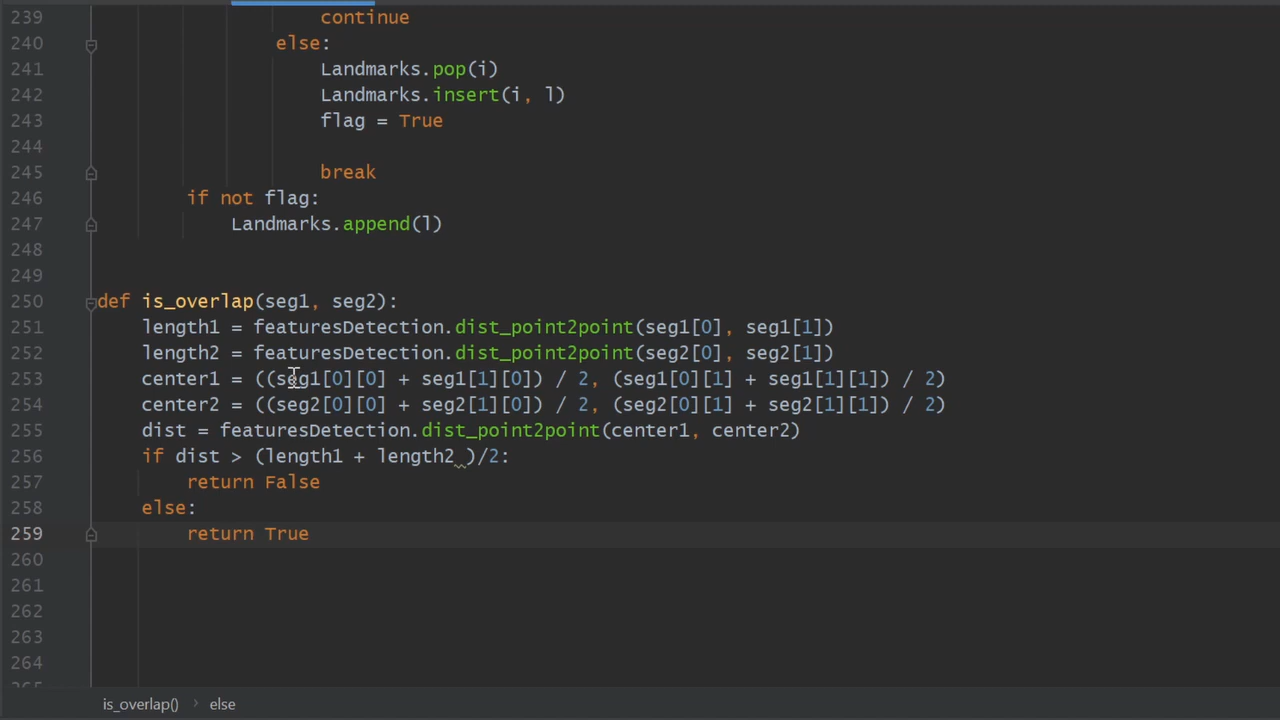 239 continue
240 else:
241 Landmarks.pop(i)
242 Landmarks.insert(i, l)
243 flag = True
244
245 break
246 if not flag:
247 Landmarks.append(l)
248
249
250 def is_overlap(seg1, seg2):
251 length1 = featuresDetection.dist_point2point(seg1[0], seg1[1])
252 length2 = featuresDetection.dist_point2point(seg2[0], seg2[1])
253 center1 = ((seg1[0][0] + seg1[1][0]) / 2, (seg1[0][1] + seg1[1][1]) / 2)
254 center2 = ((seg2[0][0] + seg2[1][0]) / 2, (seg2[0][1] + seg2[1][1]) / 2)
255 dist = featuresDetection.dist_point2point(center1, center2)
256 if dist > (length1 + length2 )/2:
257 return False
258 else:
259 return True
260
261
262
263
264
is_overlap() › else